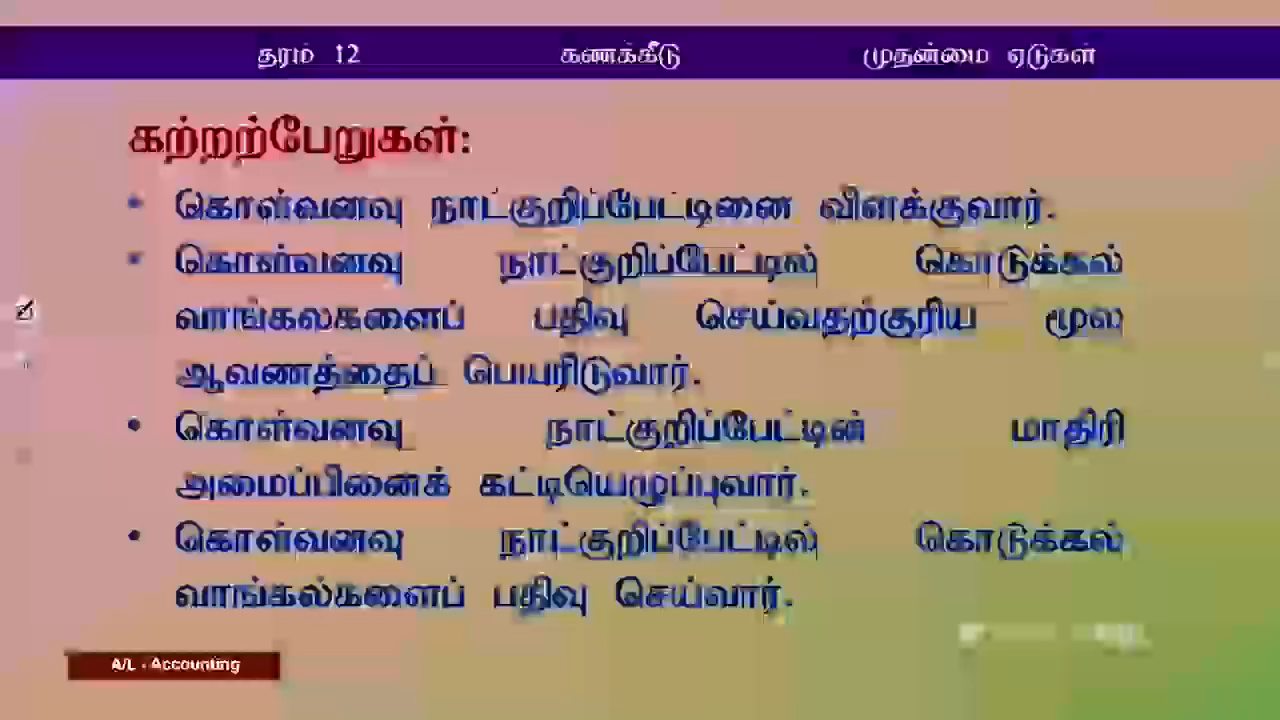 தரம் 12 கணக்கீடு முதன்மை ஏடுகள்
கற்றற்பேறுகள்:
• கொள்வனவு நாட்குறிப்பேட்டினை விளக்குவார்.
• கொள்வனவு நாட்குறிப்பேட்டில் கொடுக்கல்
வாங்கலகளைப் பதிவு செய்வதற்குரிய மூல
ஆவணத்தைப் பெயரிடுவார்.
• கொள்வனவு நாட்குறிப்பேட்டின் மாதிரி
அமைப்பினைக் கட்டியெழுப்புவார்.
• கொள்வனவு நாட்குறிப்பேட்டில் கொடுக்கல்
வாங்கல்களைப் பதிவு செய்வார்.
A/L - Accounting